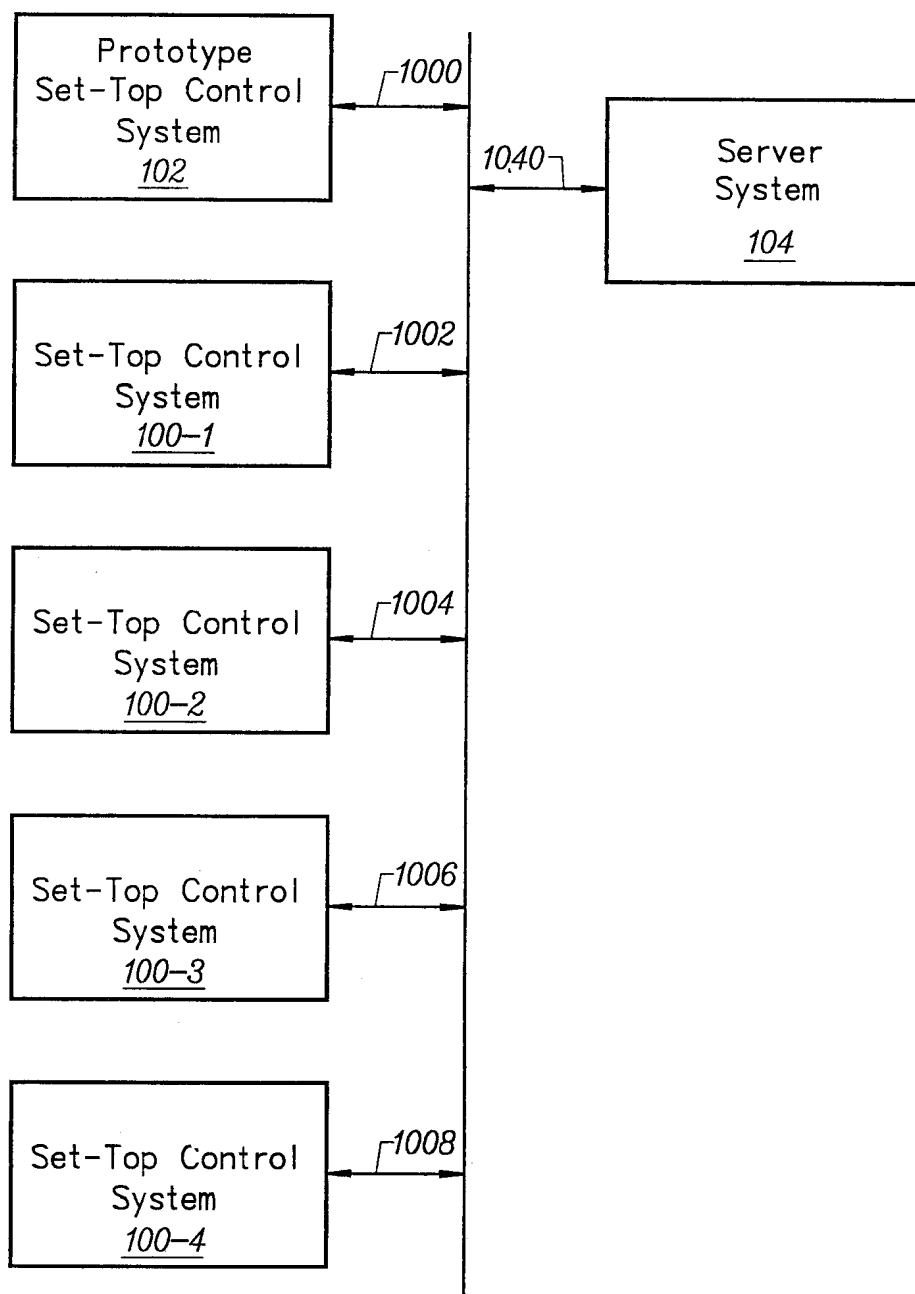 Prototype
Set-Top Control
System
102
1000
1040
Server
System
104
Set-Top Control
System
100-1
1002
Set-Top Control
System
100-2
1004
Set-Top Control
System
100-3
1006
Set-Top Control
System
100-4
1008